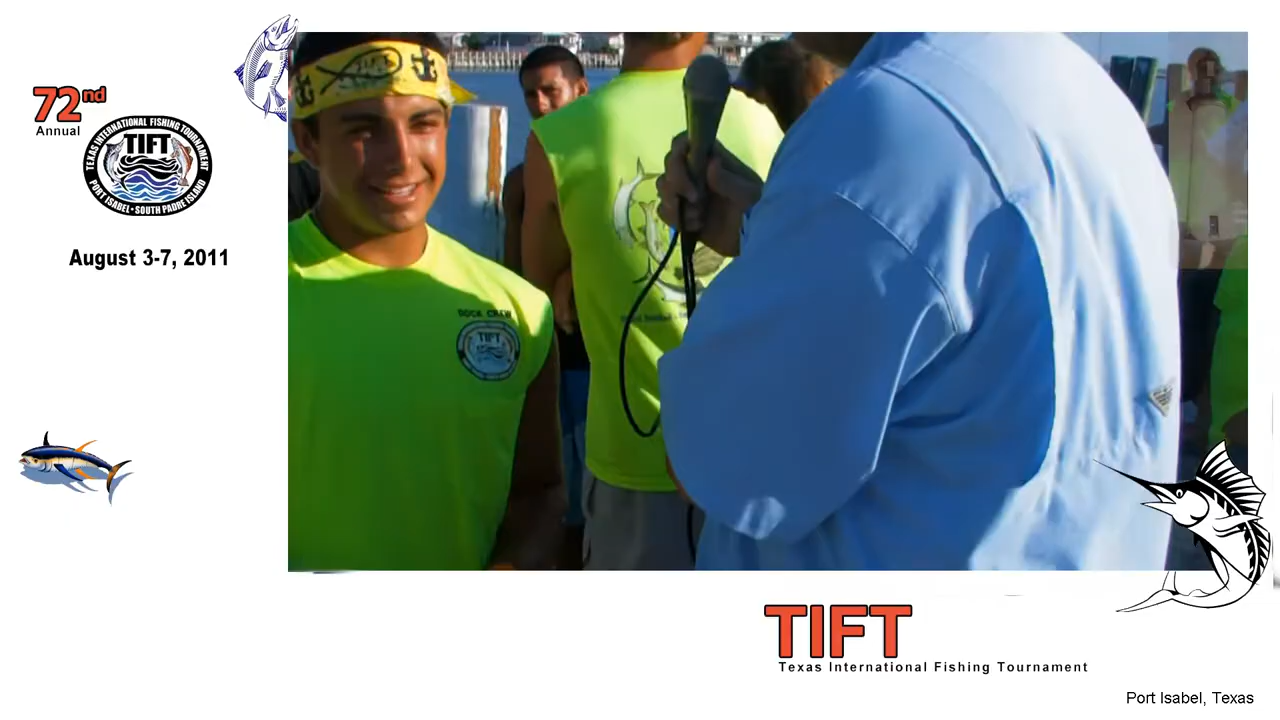 72nd
Annual
TEXAS INTERNATIONAL FISHING TOURNAMENT
TIFT
PORT ISABEL • SOUTH PADRE ISLAND
August 3-7, 2011
DOCK CREW
TIFT
TIFT
Texas International Fishing Tournament
Port Isabel, Texas